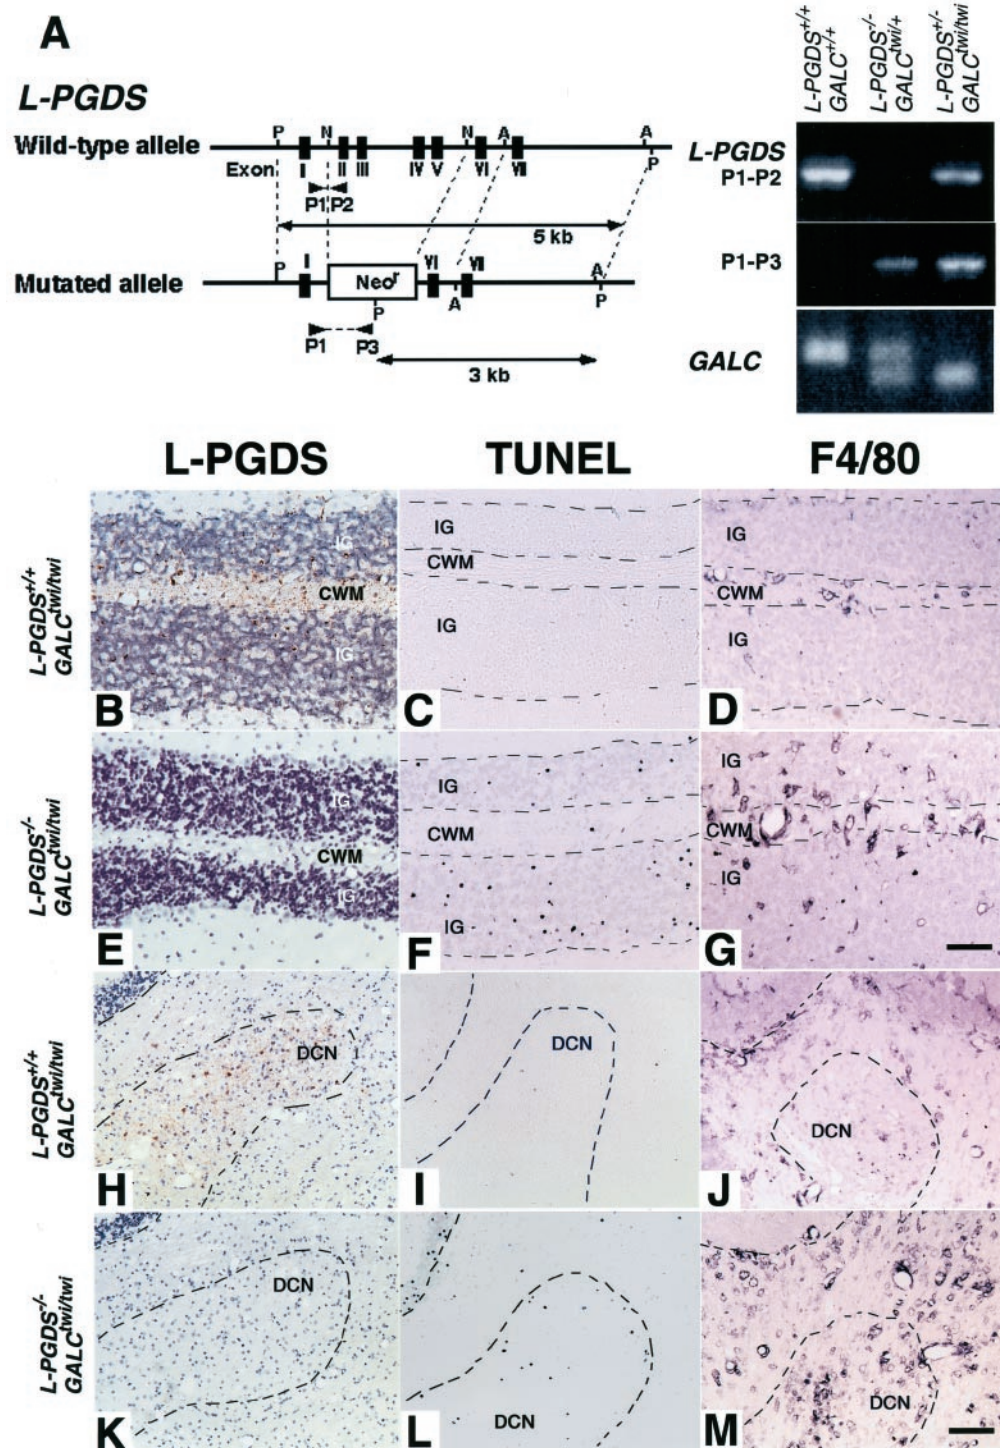 A
L-PGDS
Wild-type allele
P N N A A
Exon I II III IV V VI VII P
P1 P2
5 kb
Mutated allele
P I Neoʳ VI VII A
P A P
P1 P3
3 kb
L-PGDS+/+ GALC+/+
L-PGDS-/- GALCtwi/+
L-PGDS+/- GALCtwi/twi
L-PGDS
P1-P2
P1-P3
GALC
L-PGDS TUNEL F4/80
L-PGDS+/+ GALCtwi/twi
IG IG IG
CWM CWM CWM
IG IG IG
B C D
L-PGDS-/- GALCtwi/twi
IG IG IG
CWM CWM CWM
IG IG IG
E F G
L-PGDS+/+ GALCtwi/twi
DCN DCN DCN
H I J
L-PGDS-/- GALCtwi/twi
DCN DCN DCN
K L M